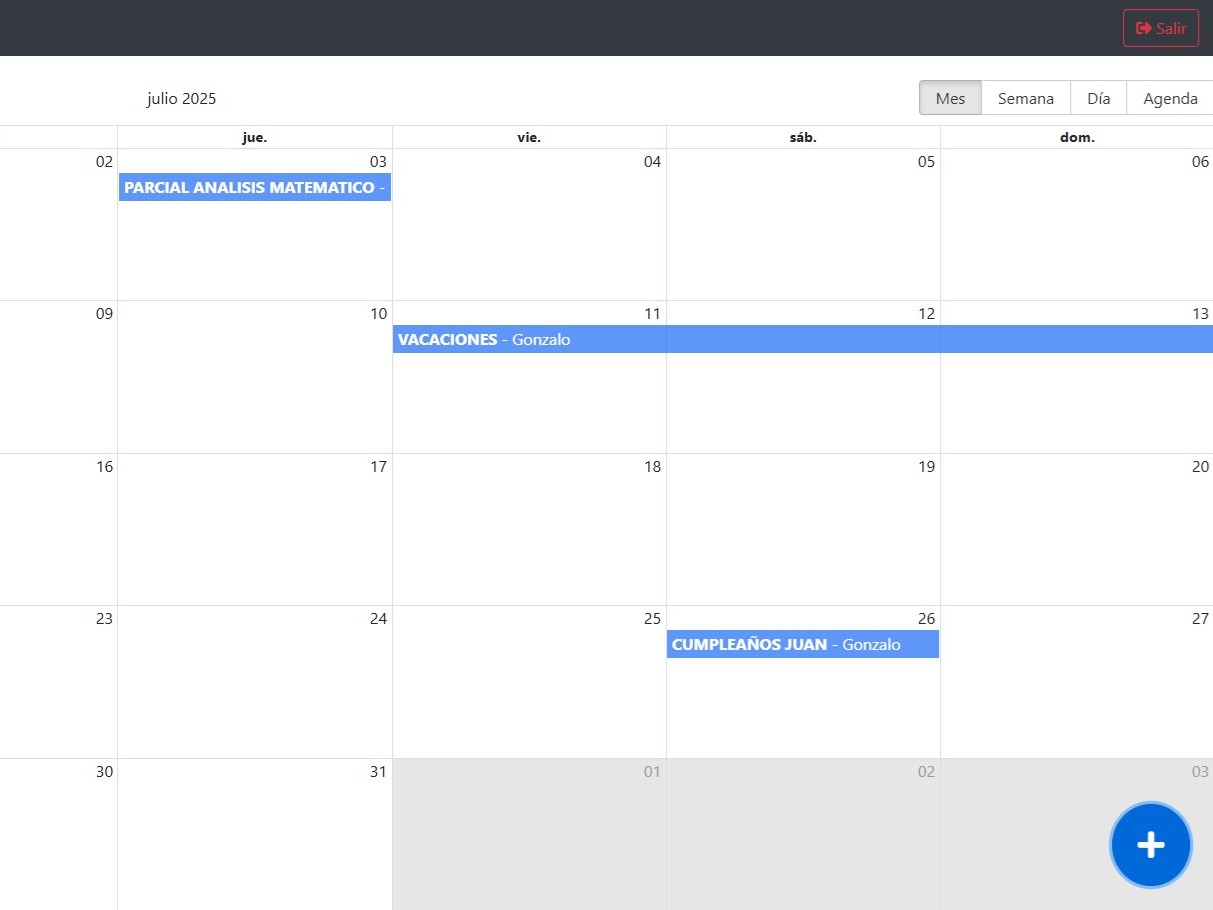 Salir
julio 2025
Mes Semana Día Agenda
jue. vie. sáb. dom.
02 03 04 05 06
PARCIAL ANALISIS MATEMATICO -
09 10 11 12 13
VACACIONES - Gonzalo
16 17 18 19 20
23 24 25 26 27
CUMPLEAÑOS JUAN - Gonzalo
30 31 01 02 03